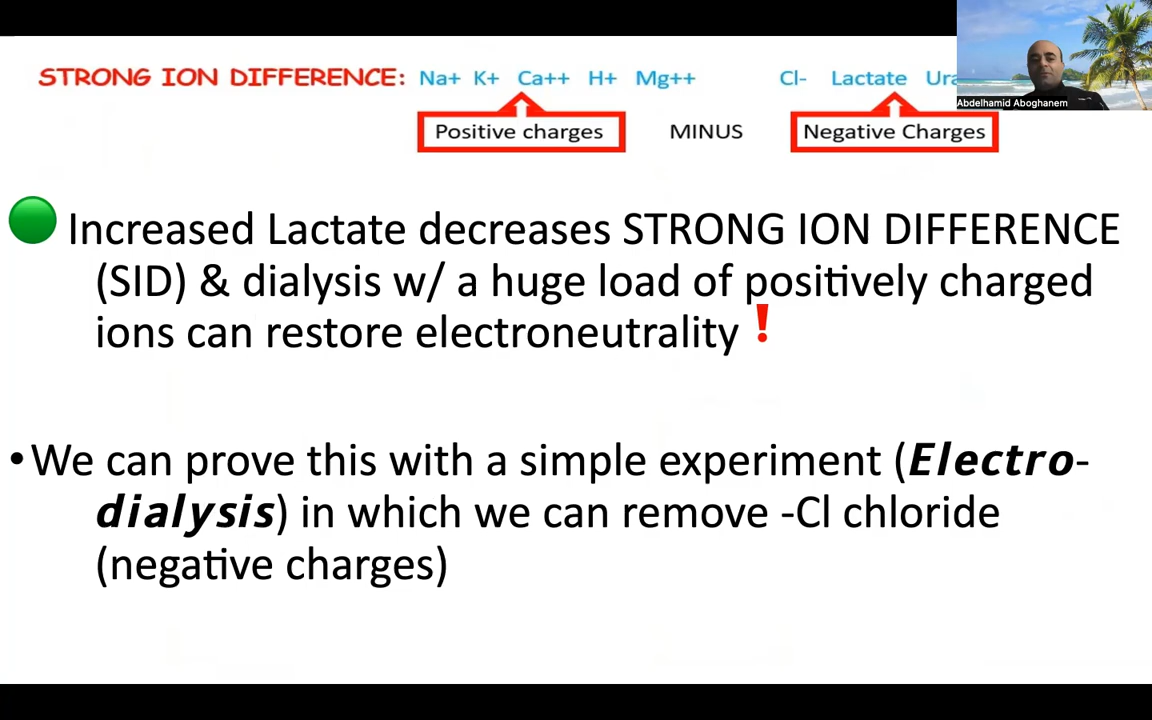 STRONG ION DIFFERENCE: Na+ K+ Ca++ H+ Mg++ Cl- Lactate
Positive charges MINUS Negative Charges
Abdelhamid Aboghanem
Increased Lactate decreases STRONG ION DIFFERENCE
(SID) & dialysis w/ a huge load of positively charged
ions can restore electroneutrality❗
•We can prove this with a simple experiment (Electro-
dialysis) in which we can remove -Cl chloride
(negative charges)